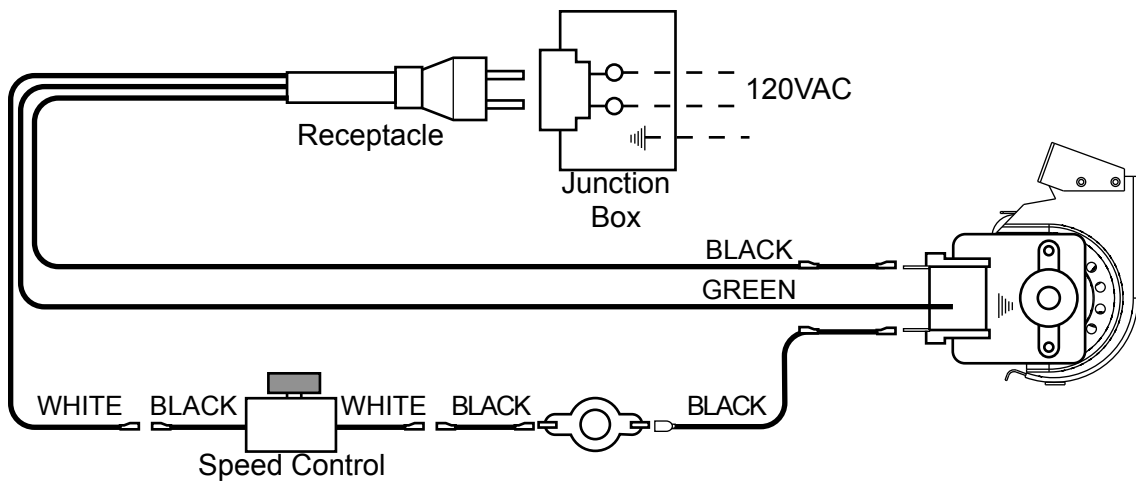 120VAC
Receptacle
Junction
Box
BLACK
GREEN
WHITE
BLACK
WHITE
BLACK
BLACK
Speed Control